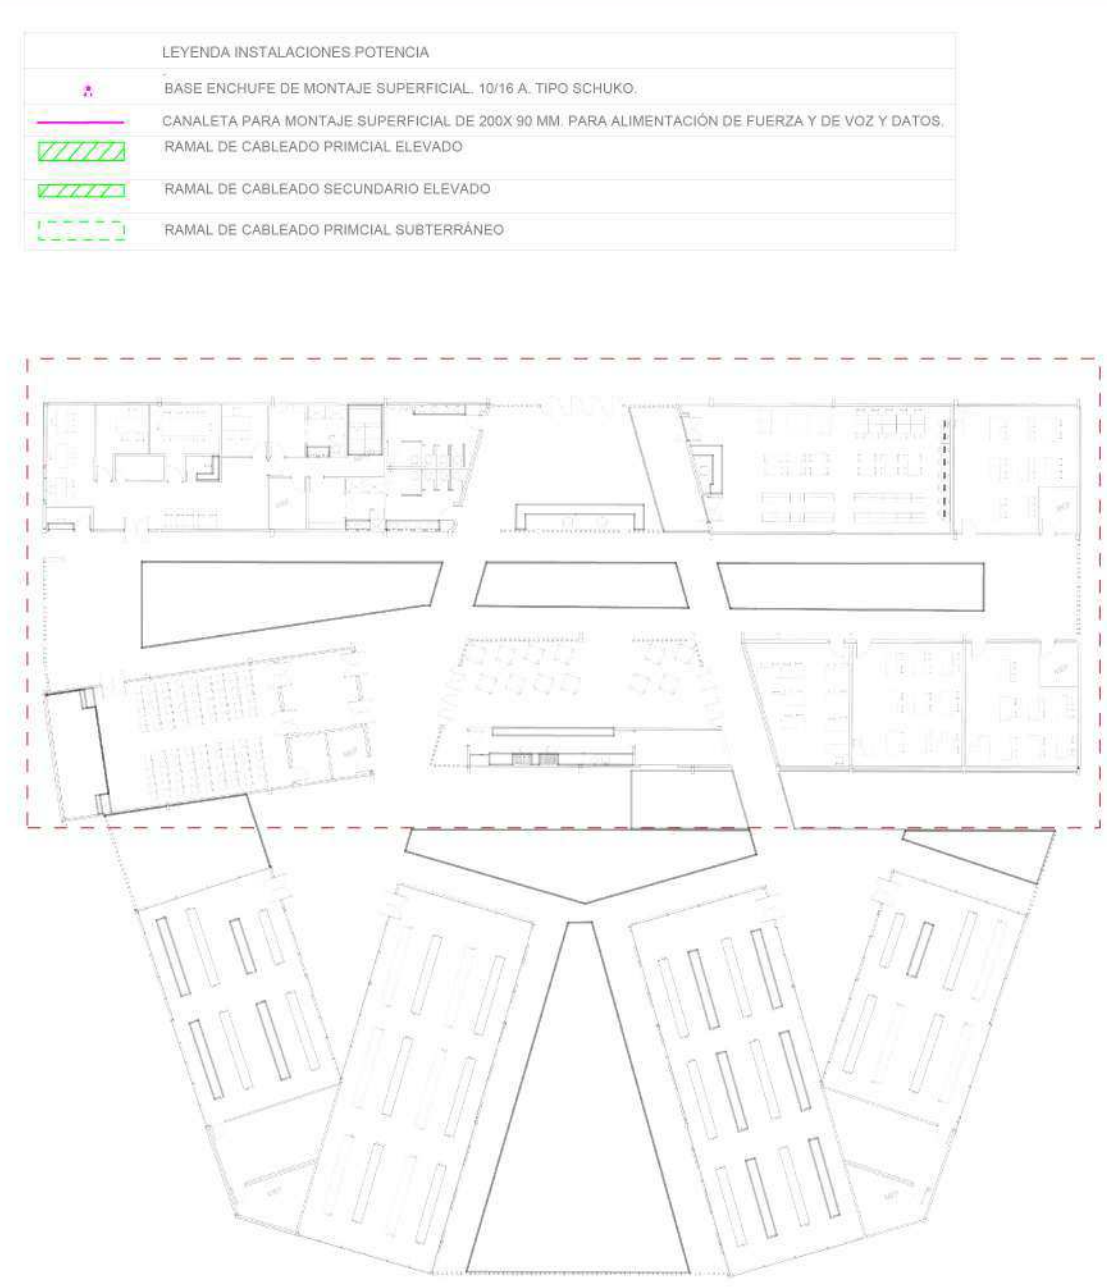 LEYENDA INSTALACIONES POTENCIA
BASE ENCHUFE DE MONTAJE SUPERFICIAL. 10/16 A. TIPO SCHUKO.
CANALETA PARA MONTAJE SUPERFICIAL DE 200X 90 MM. PARA ALIMENTACIÓN DE FUERZA Y DE VOZ Y DATOS.
RAMAL DE CABLEADO PRIMCIAL ELEVADO
RAMAL DE CABLEADO SECUNDARIO ELEVADO
RAMAL DE CABLEADO PRIMCIAL SUBTERRÁNEO